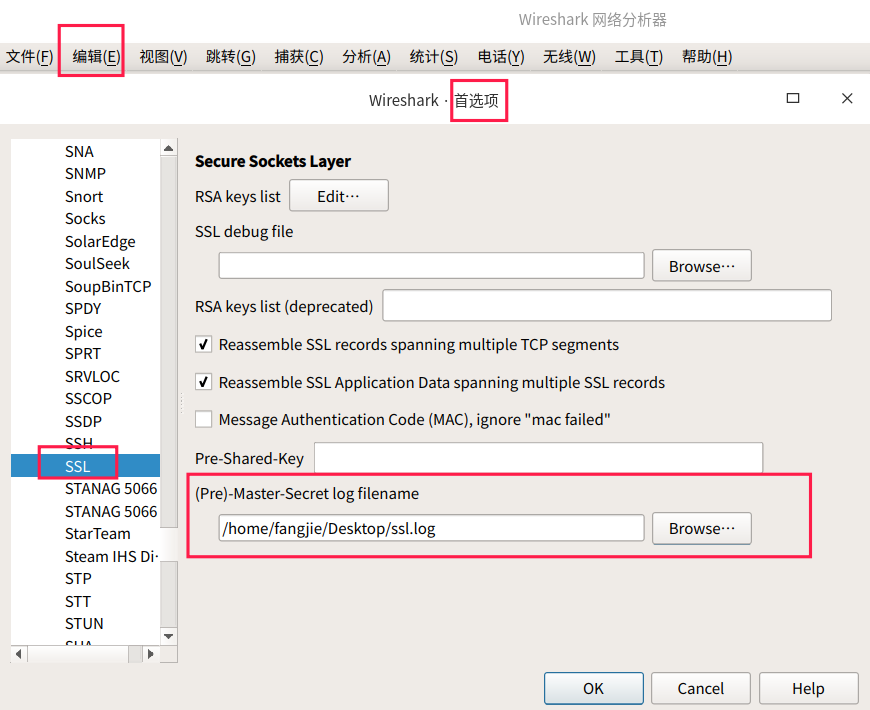 Wireshark 网络分析器
文件(F) 编辑(E) 视图(V) 跳转(G) 捕获(C) 分析(A) 统计(S) 电话(Y) 无线(W) 工具(T) 帮助(H)
Wireshark · 首选项
SNA
SNMP
Snort
Socks
SolarEdge
SoulSeek
SoupBinTCP
SPDY
Spice
SPRT
SRVLOC
SSCOP
SSDP
SSH
SSL
STANAG 5066
STANAG 5066
StarTeam
Steam IHS Di·
STP
STT
STUN
Secure Sockets Layer
RSA keys list Edit…
SSL debug file
Browse…
RSA keys list (deprecated)
Reassemble SSL records spanning multiple TCP segments
Reassemble SSL Application Data spanning multiple SSL records
Message Authentication Code (MAC), ignore "mac failed"
Pre-Shared-Key
(Pre)-Master-Secret log filename
/home/fangjie/Desktop/ssl.log Browse…
OK Cancel Help